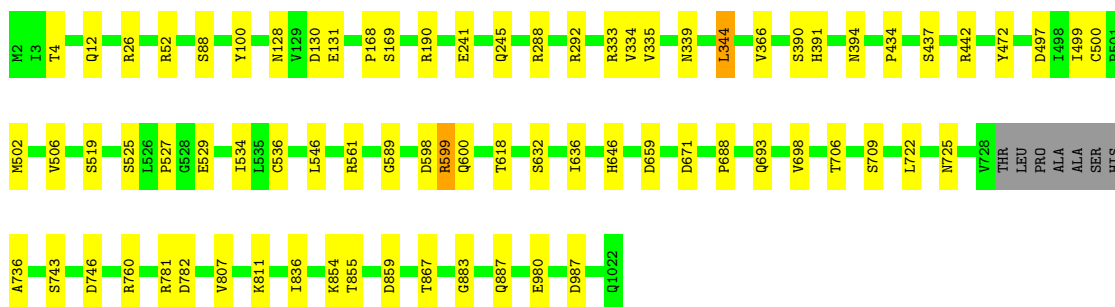 M2 I3 T4 Q12 R26 R52 S88 Y100 N128 V129 D130 E131 P168 S169 R190 E241 Q245 R288 R292 R333 V334 V335 N339 L344 V366 S390 H391 N394 P434 S437 R442 Y472 D497 I498 I499 C500
M502 V506 S519 S525 L526 P527 G528 E529 I534 L535 C536 L546 R561 G589 D598 R599 Q600 T618 S632 I636 H646 D659 D671 P688 Q693 V698 T706 S709 L722 N725 V728 THR LEU PRO ALA ALA SER HIS
A736 S743 D746 R760 R781 D782 V807 K811 I836 K854 T855 D859 T867 G883 Q887 E980 D987 Q1022